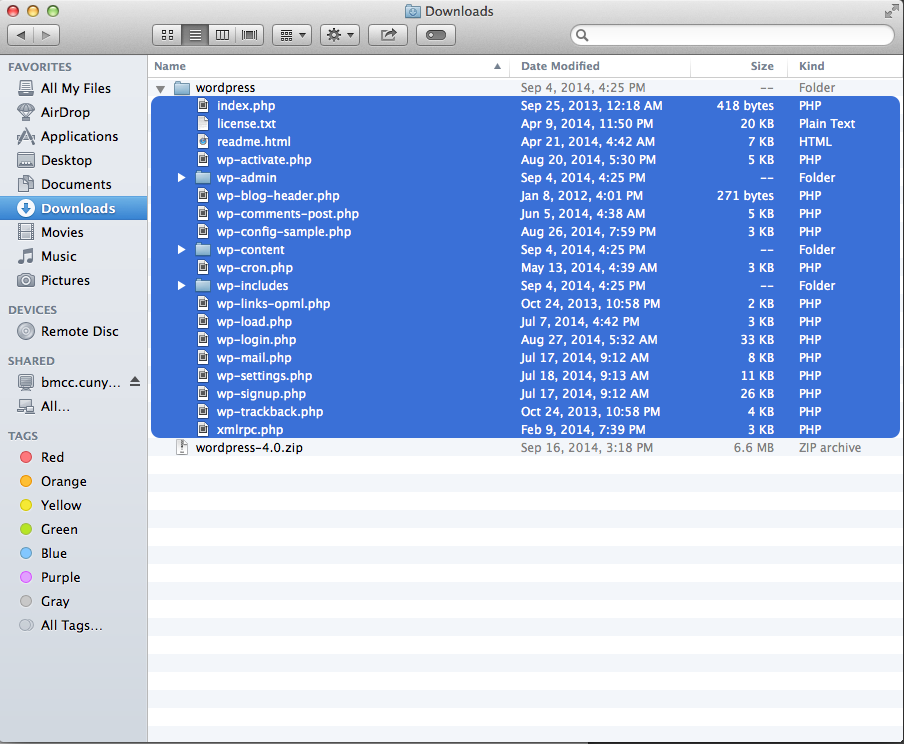 Downloads
FAVORITES
All My Files
AirDrop
Applications
Desktop
Documents
Downloads
Movies
Music
Pictures
DEVICES
Remote Disc
SHARED
bmcc.cuny...
All...
TAGS
Red
Orange
Yellow
Green
Blue
Purple
Gray
All Tags...
Name Date Modified Size Kind
wordpress Sep 4, 2014, 4:25 PM -- Folder
index.php Sep 25, 2013, 12:18 AM 418 bytes PHP
license.txt Apr 9, 2014, 11:50 PM 20 KB Plain Text
readme.html Apr 21, 2014, 4:42 AM 7 KB HTML
wp-activate.php Aug 20, 2014, 5:30 PM 5 KB PHP
wp-admin Sep 4, 2014, 4:25 PM -- Folder
wp-blog-header.php Jan 8, 2012, 4:01 PM 271 bytes PHP
wp-comments-post.php Jun 5, 2014, 4:38 AM 5 KB PHP
wp-config-sample.php Aug 26, 2014, 7:59 PM 3 KB PHP
wp-content Sep 4, 2014, 4:25 PM -- Folder
wp-cron.php May 13, 2014, 4:39 AM 3 KB PHP
wp-includes Sep 4, 2014, 4:25 PM -- Folder
wp-links-opml.php Oct 24, 2013, 10:58 PM 2 KB PHP
wp-load.php Jul 7, 2014, 4:42 PM 3 KB PHP
wp-login.php Aug 27, 2014, 5:32 AM 33 KB PHP
wp-mail.php Jul 17, 2014, 9:12 AM 8 KB PHP
wp-settings.php Jul 18, 2014, 9:13 AM 11 KB PHP
wp-signup.php Jul 17, 2014, 9:12 AM 26 KB PHP
wp-trackback.php Oct 24, 2013, 10:58 PM 4 KB PHP
xmlrpc.php Feb 9, 2014, 7:39 PM 3 KB PHP
wordpress-4.0.zip Sep 16, 2014, 3:18 PM 6.6 MB ZIP archive